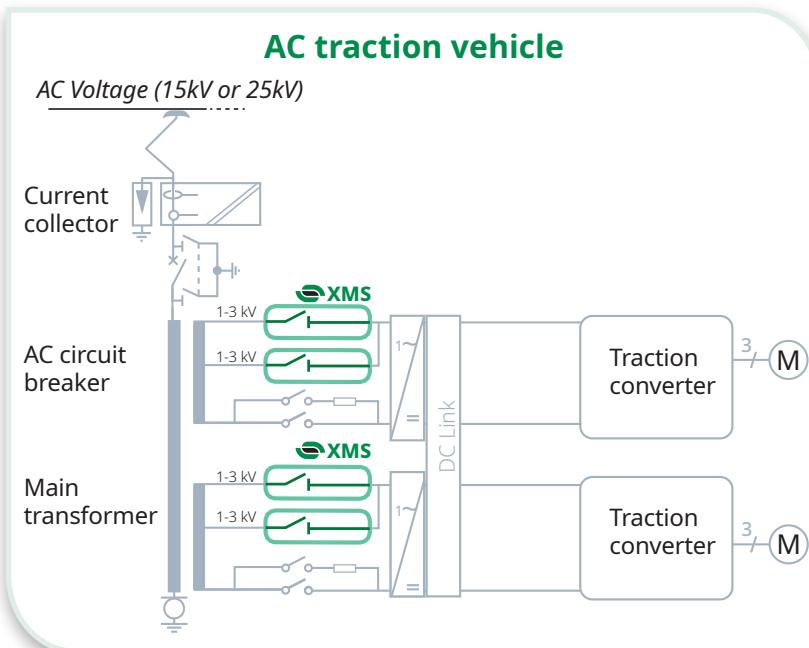 AC traction vehicle
AC Voltage (15kV or 25kV)
Current
collector
XMS
1-3 kV
1~
3
Traction
converter
M
AC circuit
breaker
1-3 kV
=
DC Link
XMS
1-3 kV
Main
transformer
1~
3
Traction
converter
M
1-3 kV
=